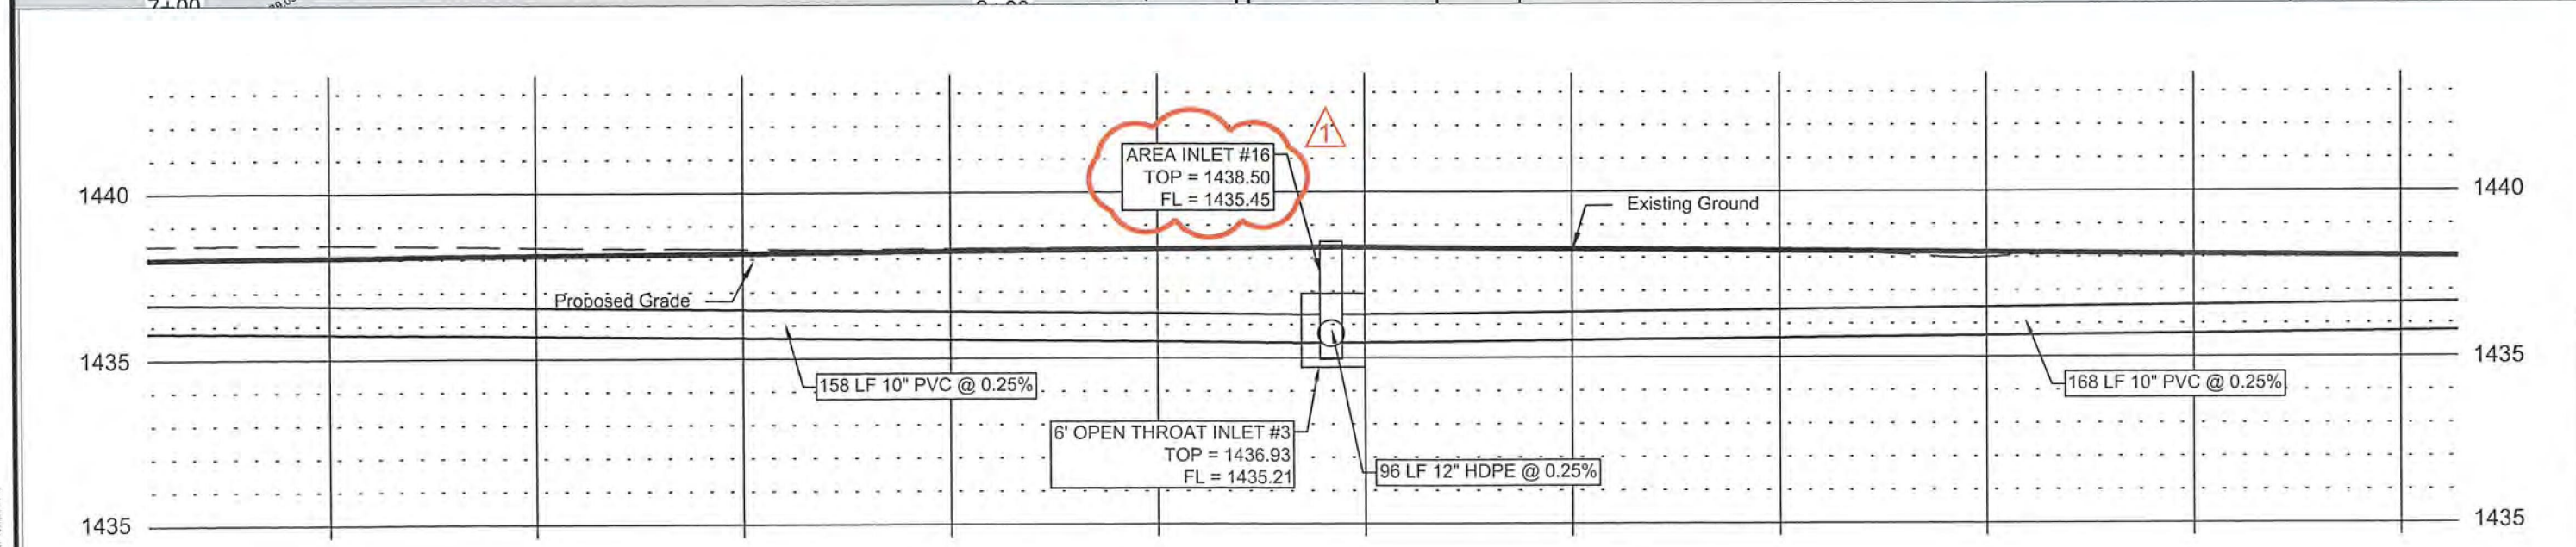 7+00
1
AREA INLET #16
TOP = 1438.50
FL = 1435.45
1440
1440
Existing Ground
Proposed Grade
1435
1435
158 LF 10" PVC @ 0.25%
168 LF 10" PVC @ 0.25%
6' OPEN THROAT INLET #3
TOP = 1436.93
FL = 1435.21
96 LF 12" HDPE @ 0.25%
1435
1435